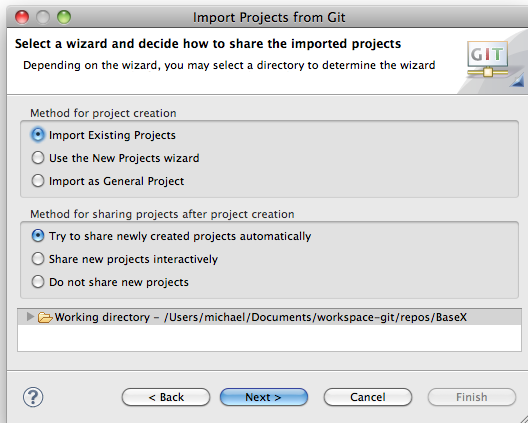 Import Projects from Git
Select a wizard and decide how to share the imported projects
Depending on the wizard, you may select a directory to determine the wizard
GIT
Method for project creation
Import Existing Projects
Use the New Projects wizard
Import as General Project
Method for sharing projects after project creation
Try to share newly created projects automatically
Share new projects interactively
Do not share new projects
Working directory – /Users/michael/Documents/workspace-git/repos/BaseX
? < Back Next > Cancel Finish